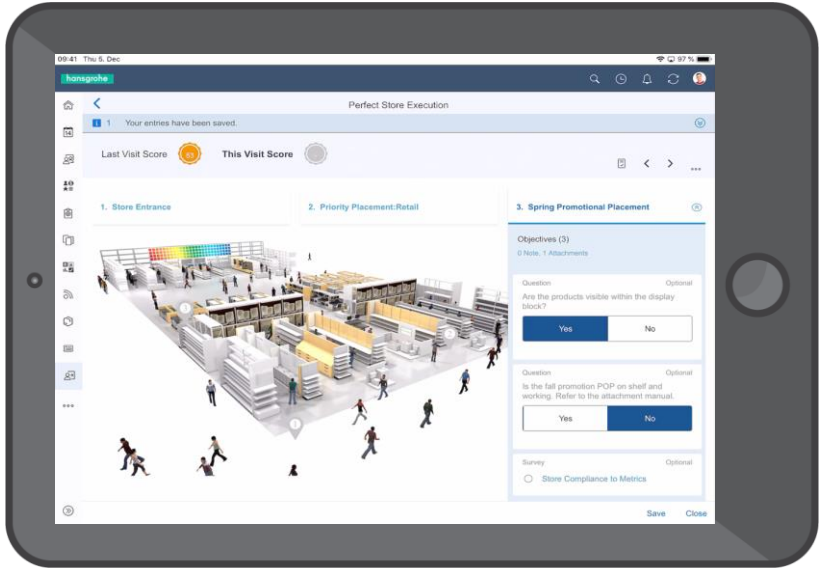 09:41 Thu 5. Dec
97 %
hansgrohe
Perfect Store Execution
1 Your entries have been saved.
Last Visit Score
This Visit Score
14
1. Store Entrance
2. Priority Placement:Retail
3. Spring Promotional Placement
Objectives (3)
0 Note, 1 Attachments
Question Optional
Are the products visible within the display
block?
Yes No
Question Optional
Is the fall promotion POP on shelf and
working. Refer to the attachment manual.
Yes No
Survey Optional
Store Compliance to Metrics
Save Close